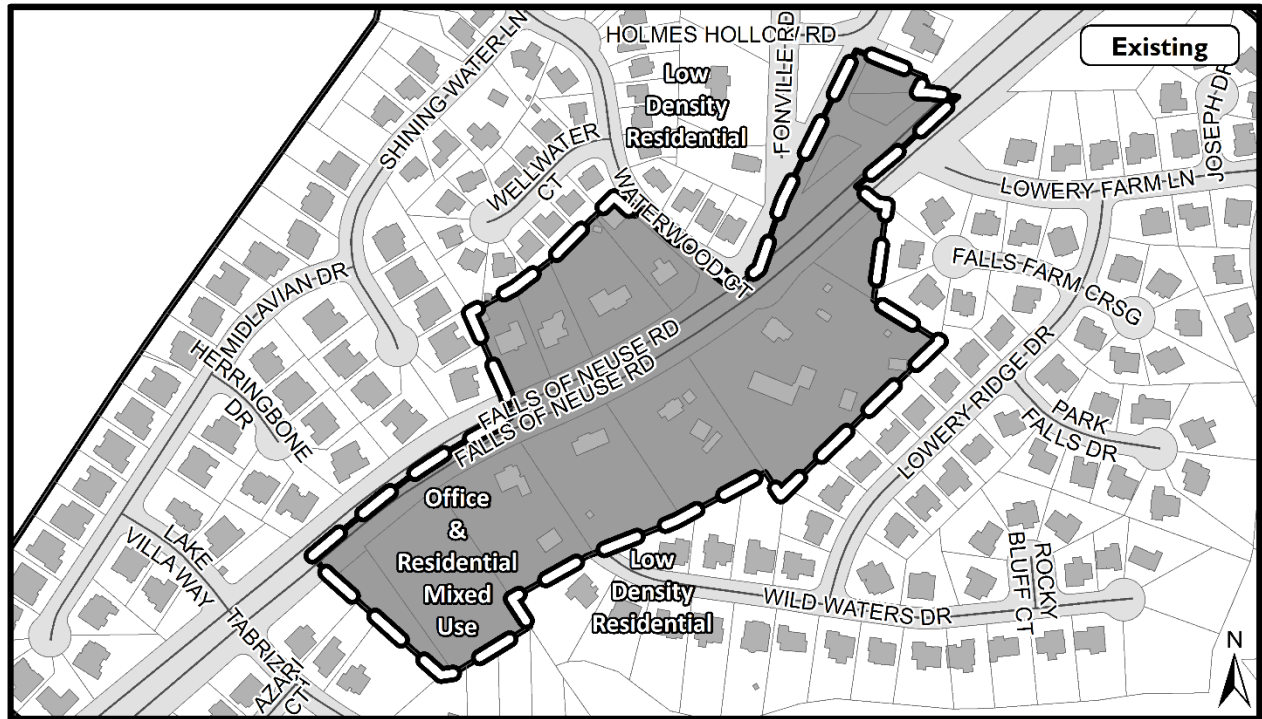 Existing
HOLMES HOLLOW RD
FONVILLE RD
SHINING WATER LN
Low
Density
Residential
WELLWATER
CT
WATERWOOD CT
JOSEPH DR
LOWERY FARM LN
FALLS FARM CRSG
MIDLAVIAN DR
HERRINGBONE
DR
FALLS OF NEUSE RD
FALLS OF NEUSE RD
LOWERY RIDGE DR
PARK
FALLS DR
Office
&
Residential
Mixed
Use
LAKE
VILLA WAY
Low
Density
Residential
WILD WATERS DR
ROCKY
BLUFF CT
TABRIZ
AZAR
CT
N